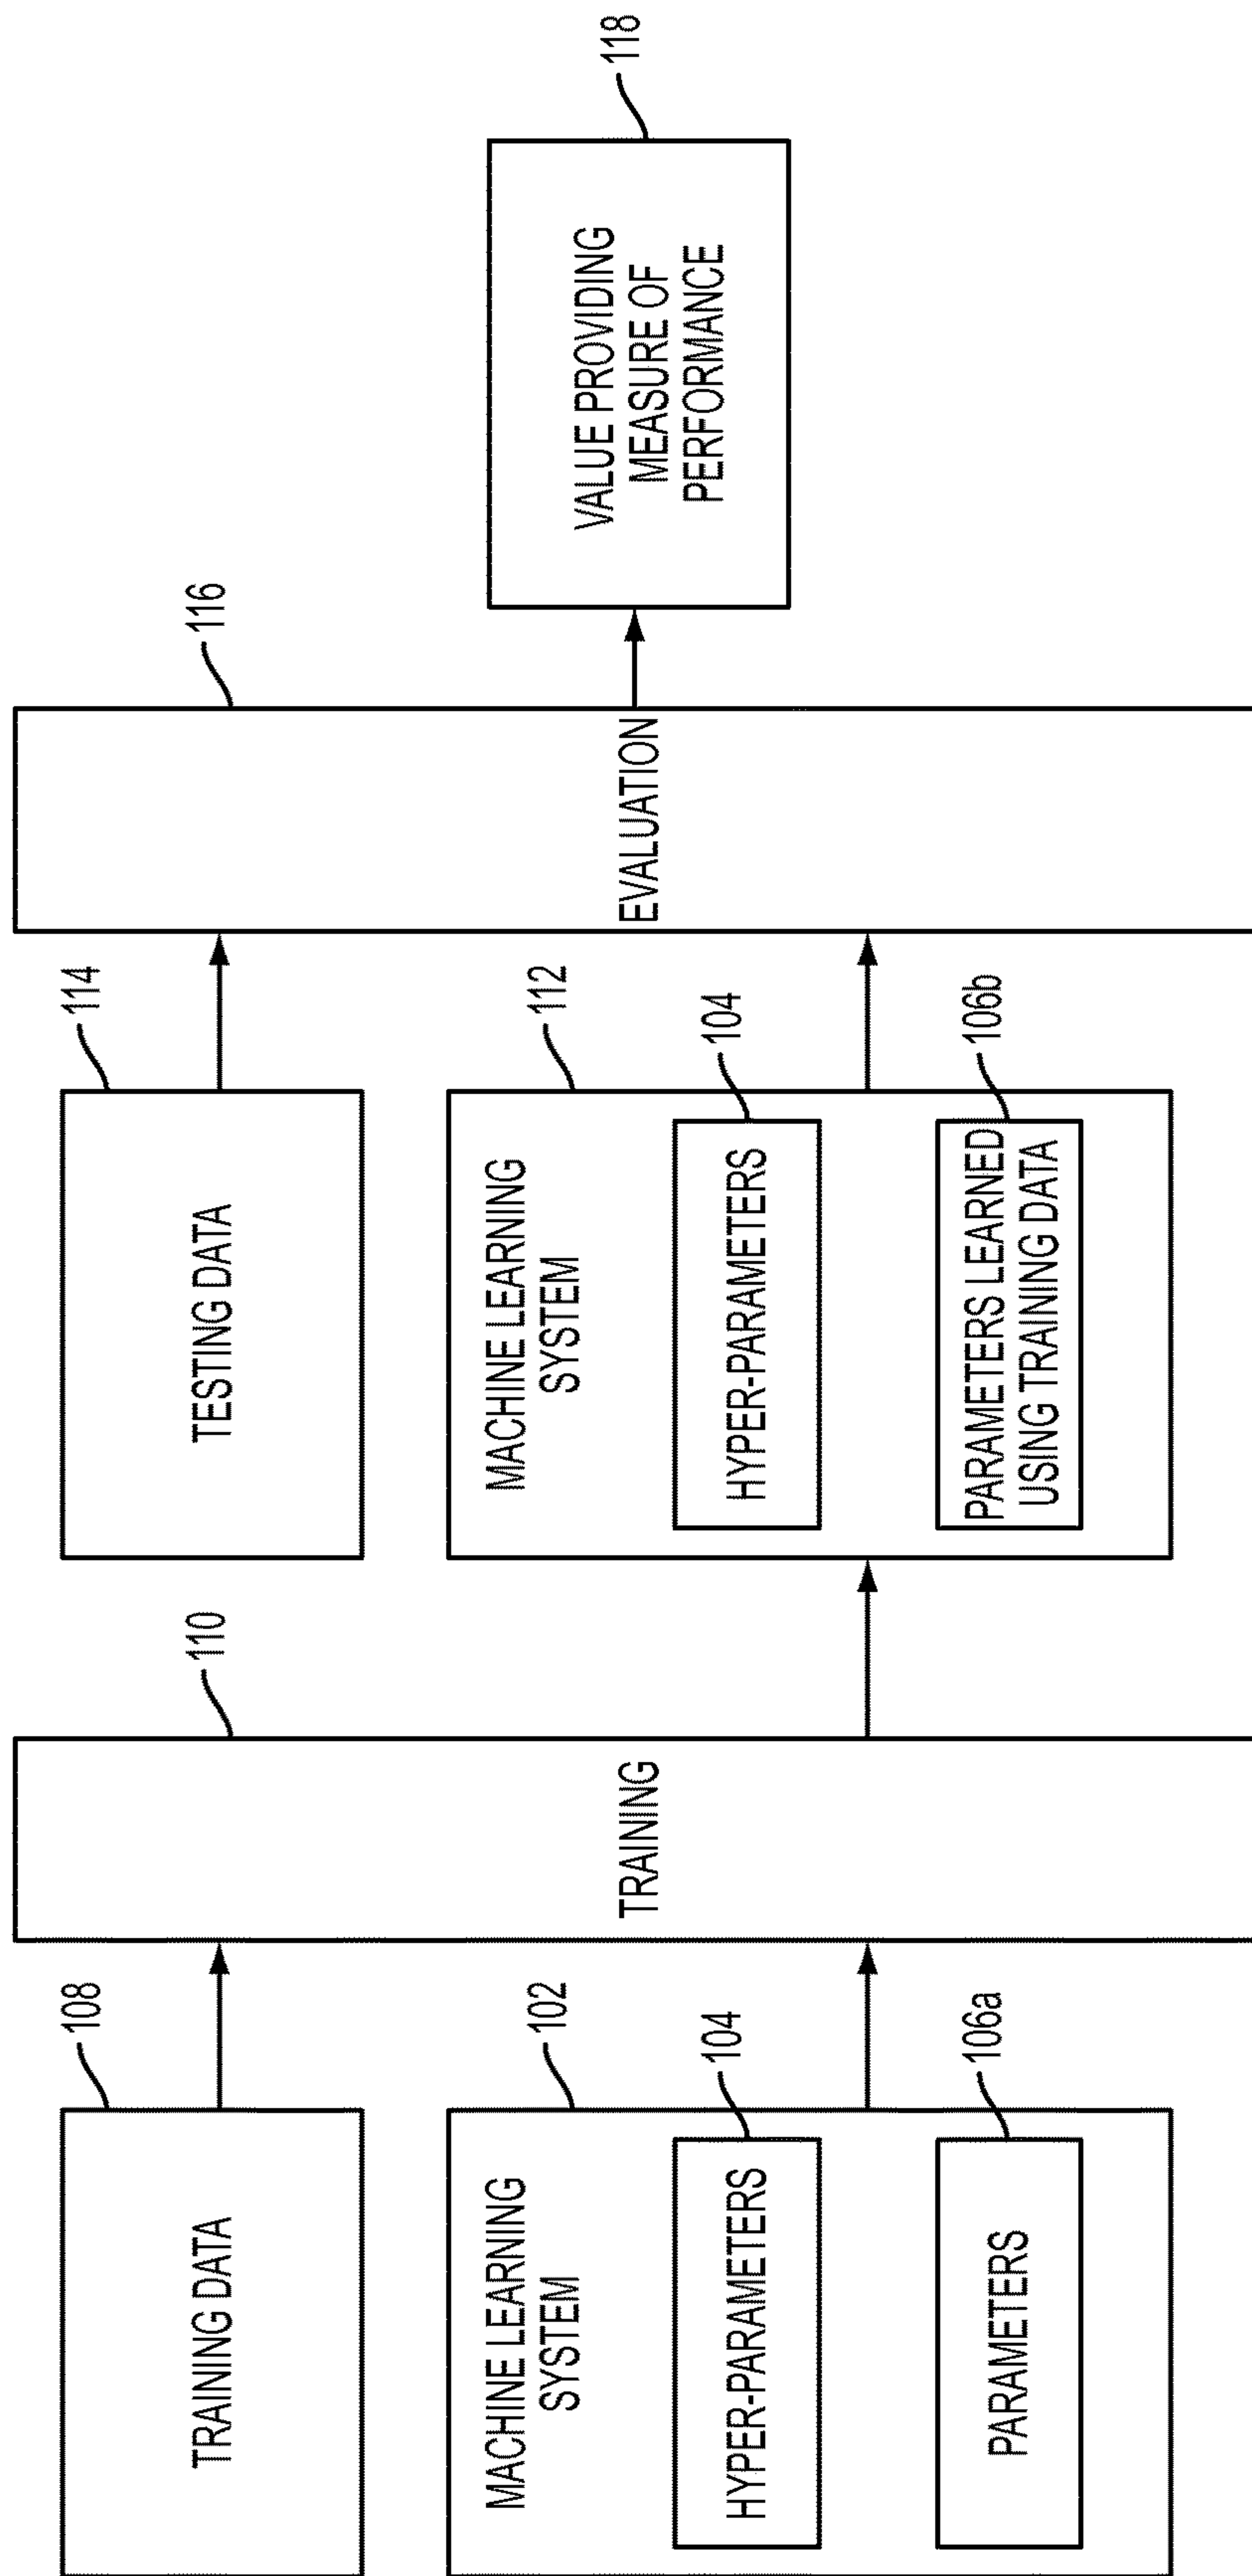 108
TRAINING DATA
102
MACHINE LEARNING
SYSTEM
104
HYPER-PARAMETERS
106a
PARAMETERS
110
TRAINING
114
TESTING DATA
112
MACHINE LEARNING
SYSTEM
104
HYPER-PARAMETERS
106b
PARAMETERS LEARNED
USING TRAINING DATA
116
EVALUATION
118
VALUE PROVIDING
MEASURE OF
PERFORMANCE